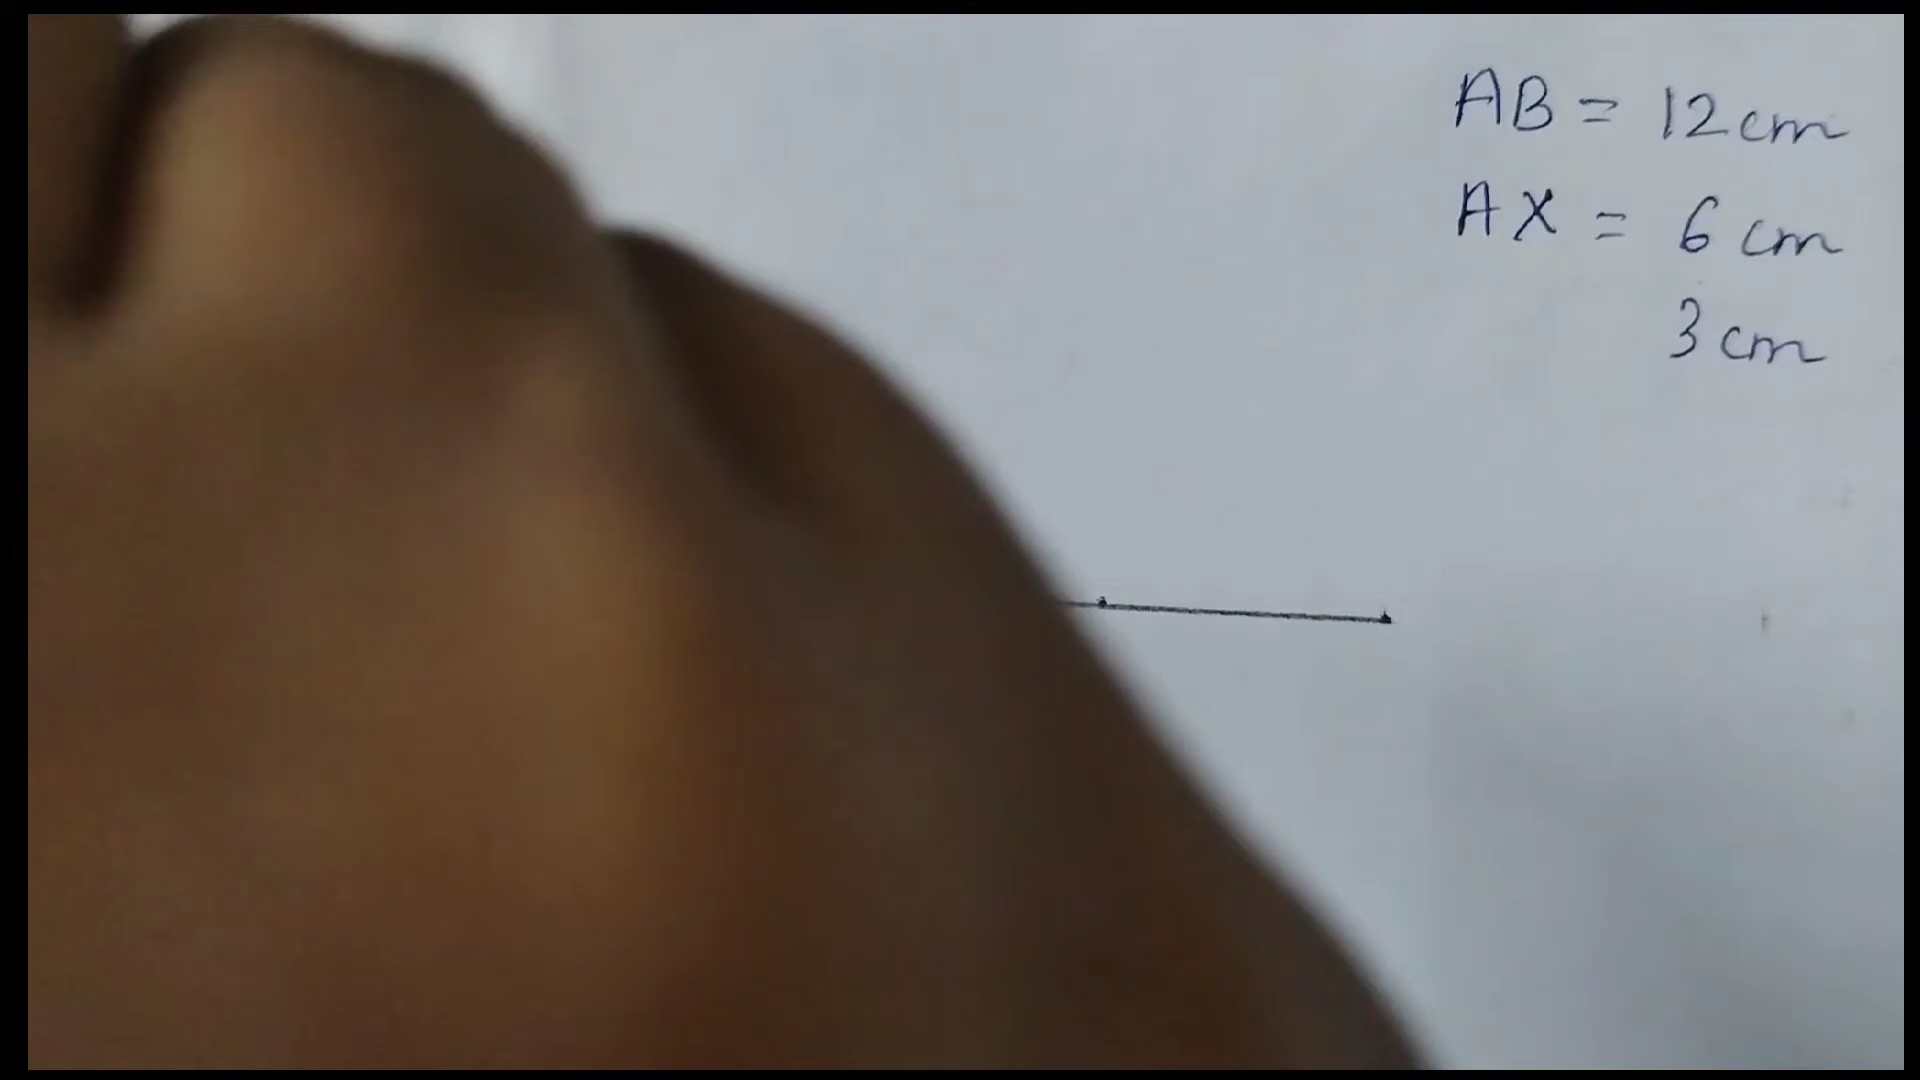 AB = 12 cm
AX = 6 cm
3 cm